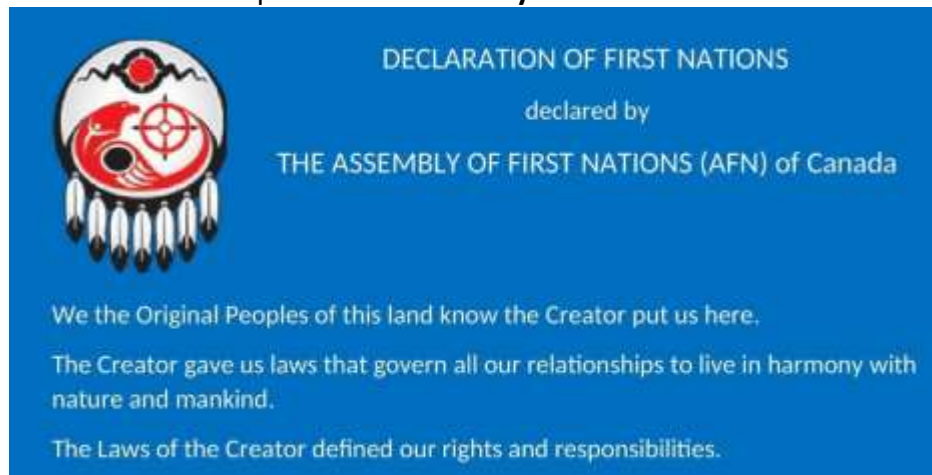 DECLARATION OF FIRST NATIONS
declared by
THE ASSEMBLY OF FIRST NATIONS (AFN) of Canada
We the Original Peoples of this land know the Creator put us here.
The Creator gave us laws that govern all our relationships to live in harmony with
nature and mankind.
The Laws of the Creator defined our rights and responsibilities.